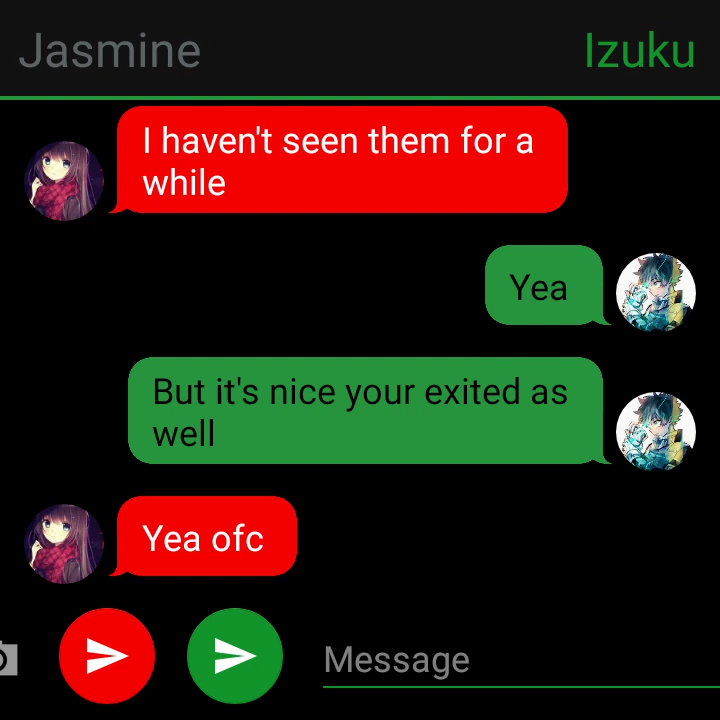 Jasmine
Izuku
I haven't seen them for a
while
Yea
But it's nice your exited as
well
Yea ofc
Message